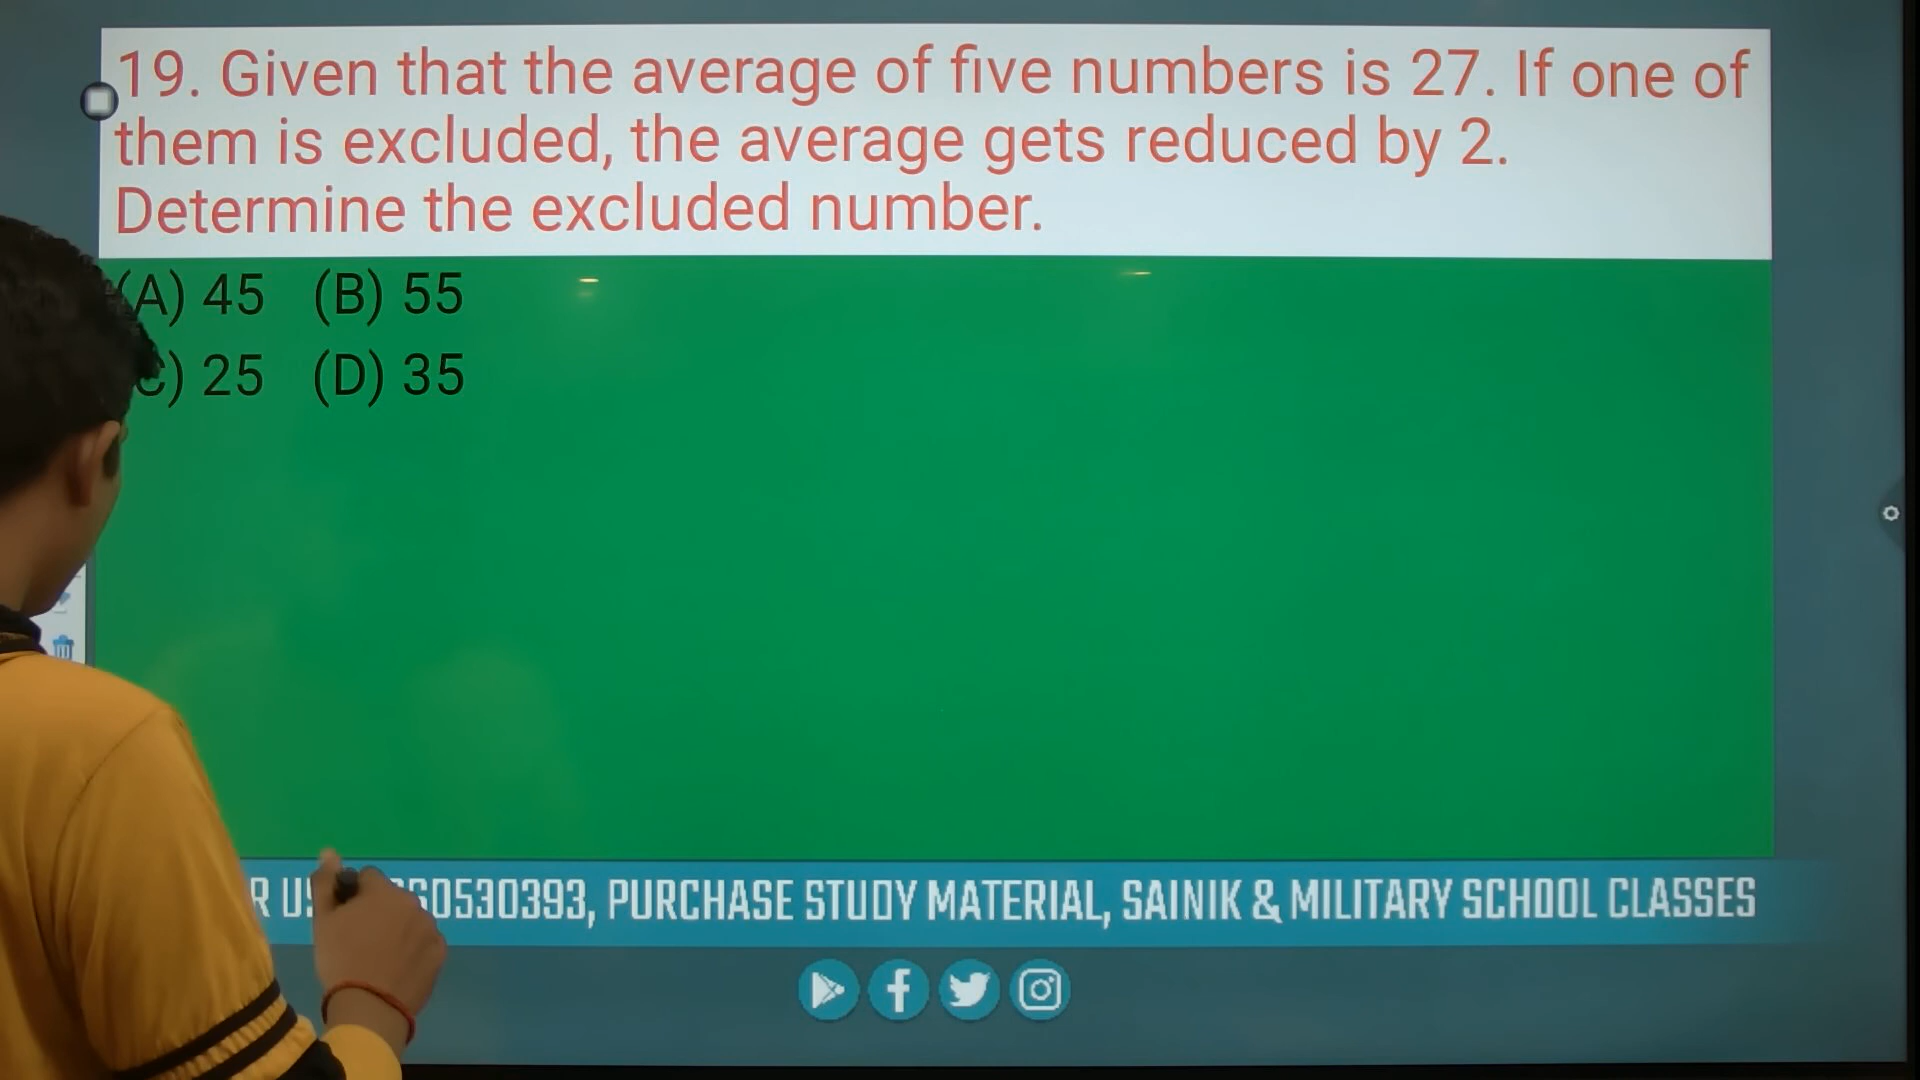 19. Given that the average of five numbers is 27. If one of
them is excluded, the average gets reduced by 2.
Determine the excluded number.
(A) 45 (B) 55
C) 25 (D) 35
0530393, PURCHASE STUDY MATERIAL, SAINIK & MILITARY SCHOOL CLASSES